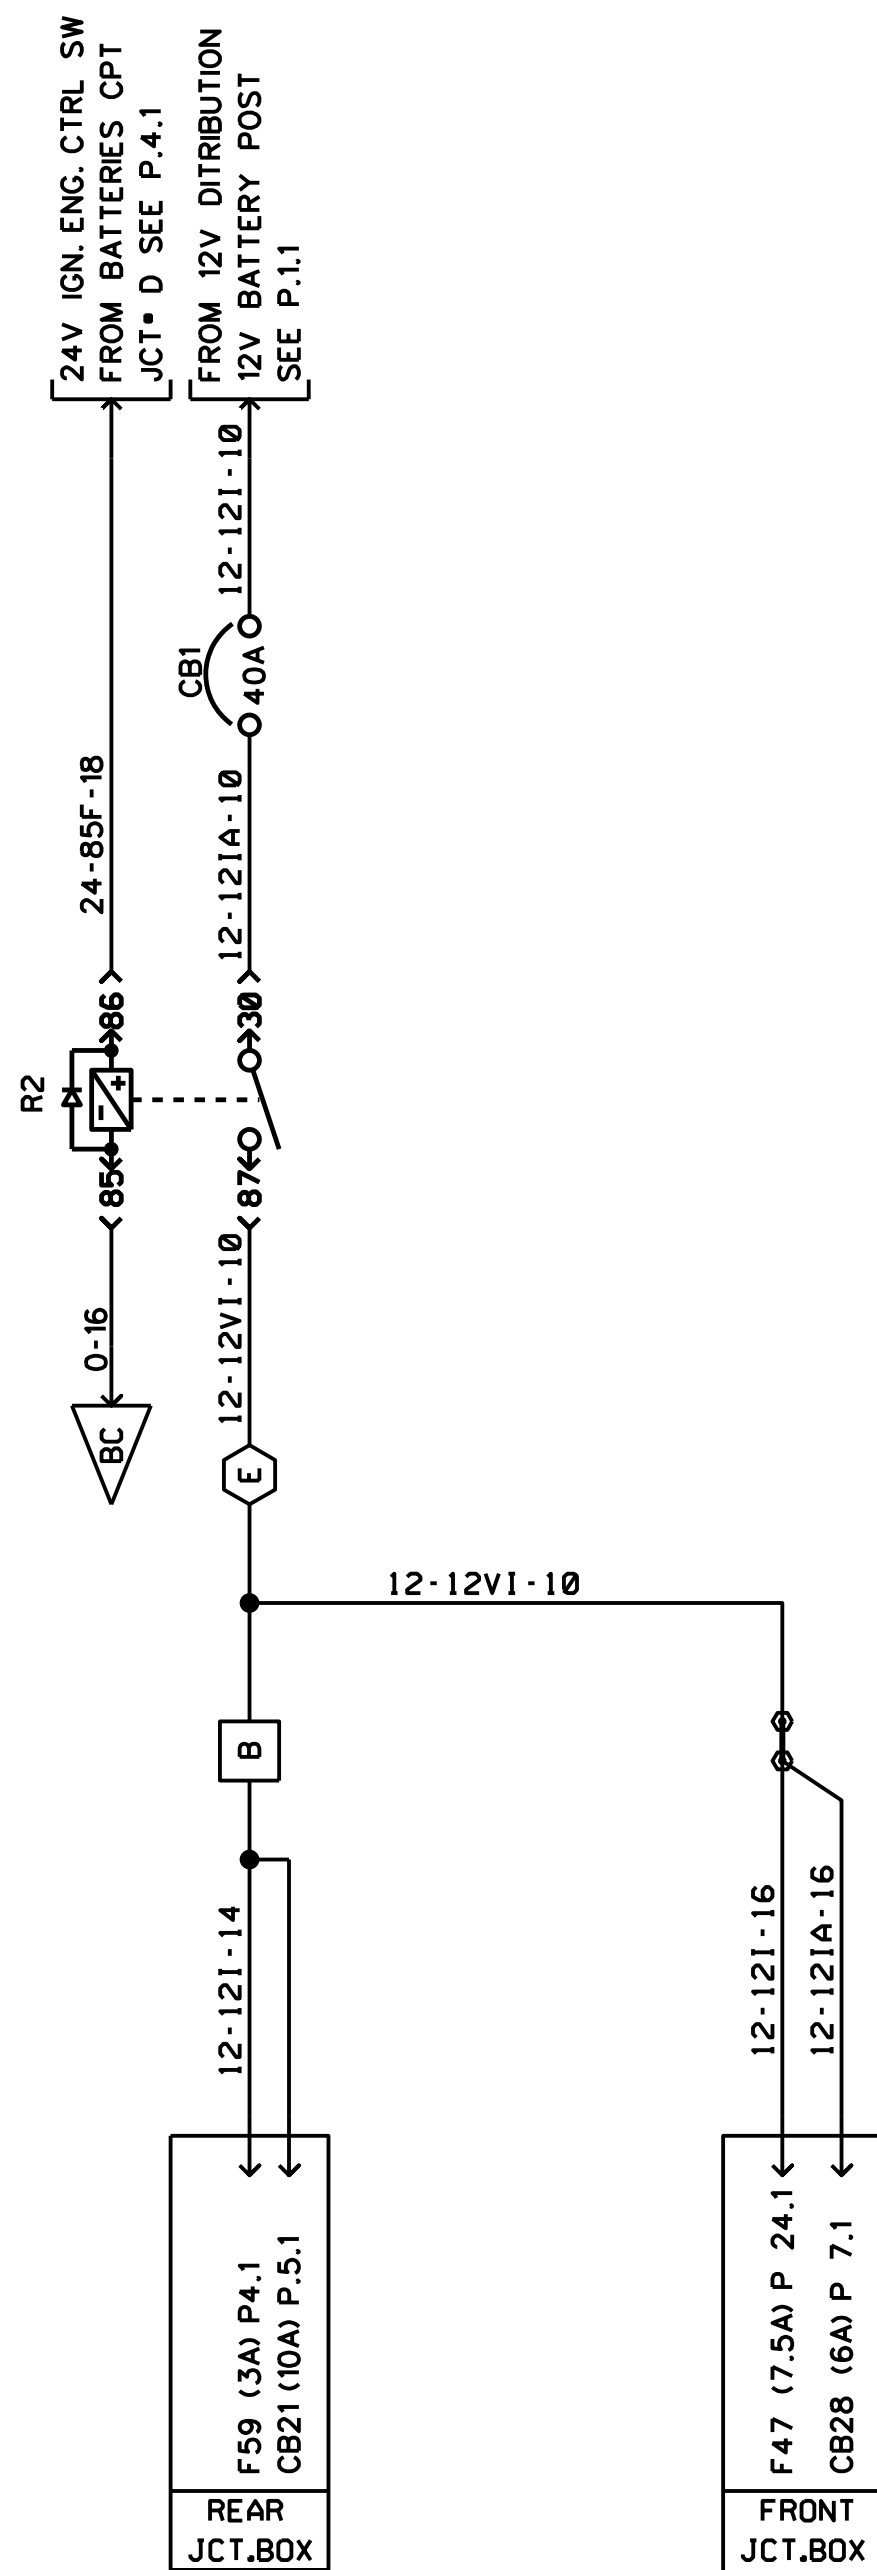 24V IGN. ENG. CTRL SW
FROM BATTERIES CPT
JCT• D SEE P.4.1
FROM 12V DITRIBUTION
12V BATTERY POST
SEE P.1.1
12-12I-10
CB1
40A
24-85F-18
12-12IA-10
86
30
R2
+
-
85
87
0-16
12-12VI-10
BC
E
12-12VI-10
B
12-12I-14
12-12I-16
12-12IA-16
F59 (3A) P4.1
CB21 (10A) P.5.1
F47 (7.5A) P 24.1
CB28 (6A) P 7.1
REAR
JCT.BOX
FRONT
JCT.BOX